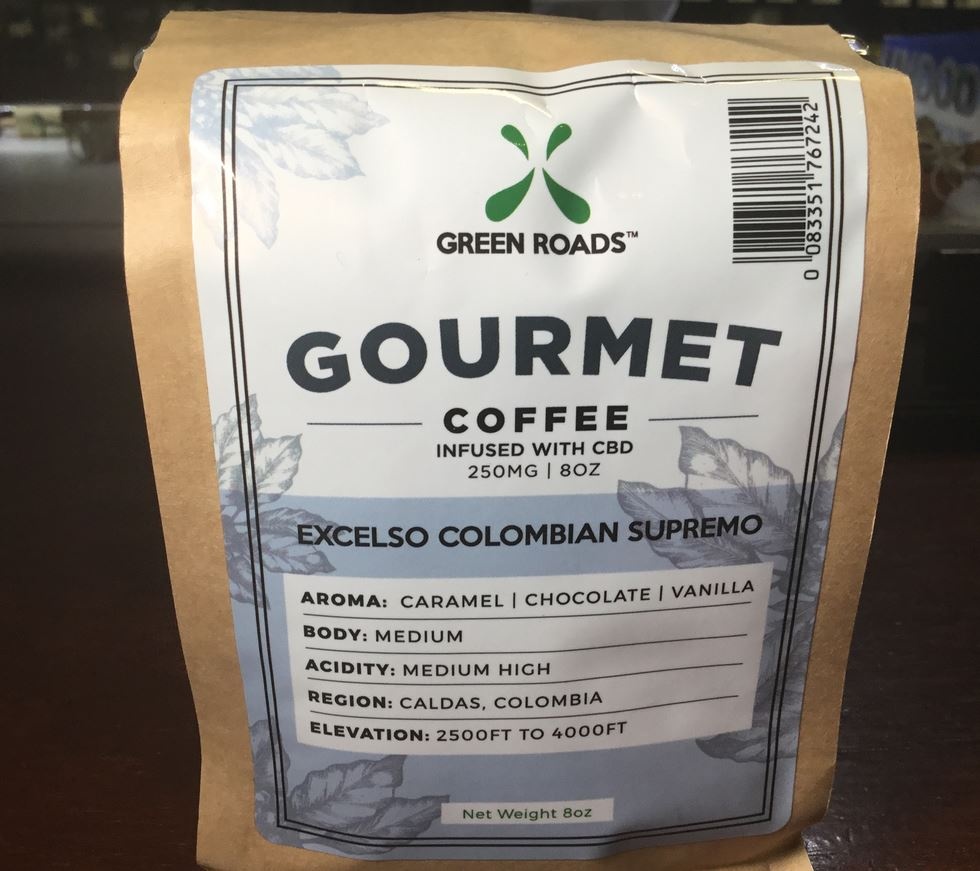 GREEN ROADS™
0 083351 767242
GOURMET
COFFEE
INFUSED WITH CBD
250MG | 8OZ
EXCELSO COLOMBIAN SUPREMO
AROMA: CARAMEL | CHOCOLATE | VANILLA
BODY: MEDIUM
ACIDITY: MEDIUM HIGH
REGION: CALDAS, COLOMBIA
ELEVATION: 2500FT TO 4000FT
Net Weight 8oz